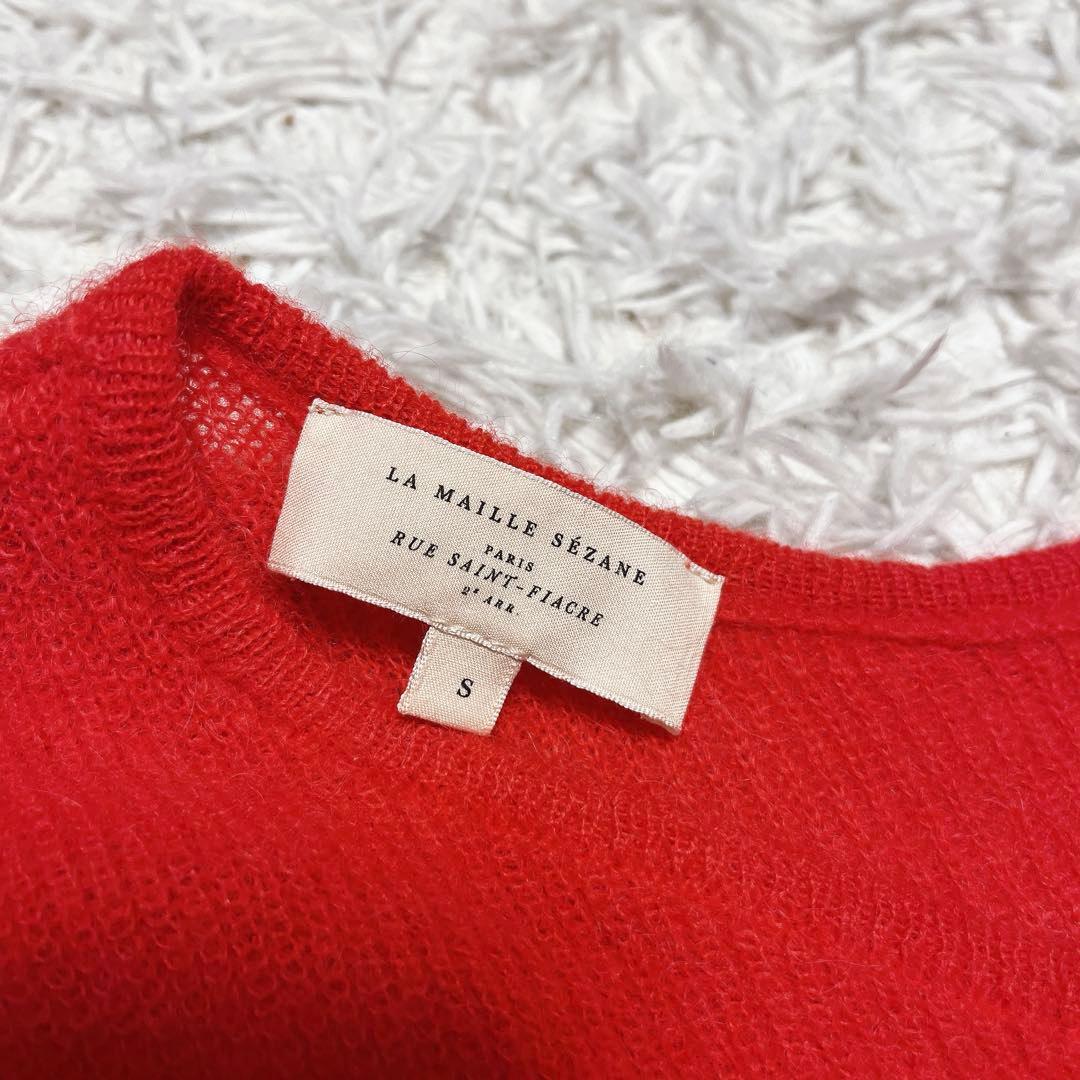 LA MAILLE SÉZANE
PARIS
RUE SAINT-FIACRE
2ᵉ ARR.
S